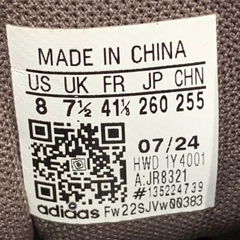 MADE IN CHINA
US UK FR JP CHN
8 7½ 41⅓ 260 255
07/24
HWD 1Y4001
A:JR8321
#:135224739
adidas FW22SJVw00383